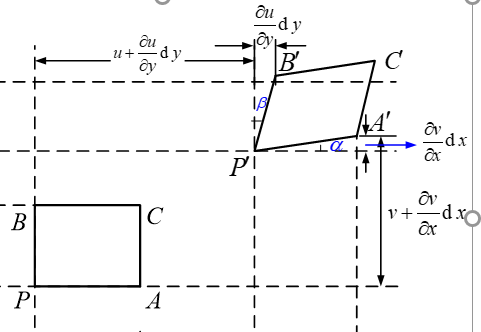 ∂u/∂y dy
u+∂u/∂y dy
B′
C′
β
A′
α
∂v/∂x dx
P′
B
C
v+∂v/∂x dx
P
A